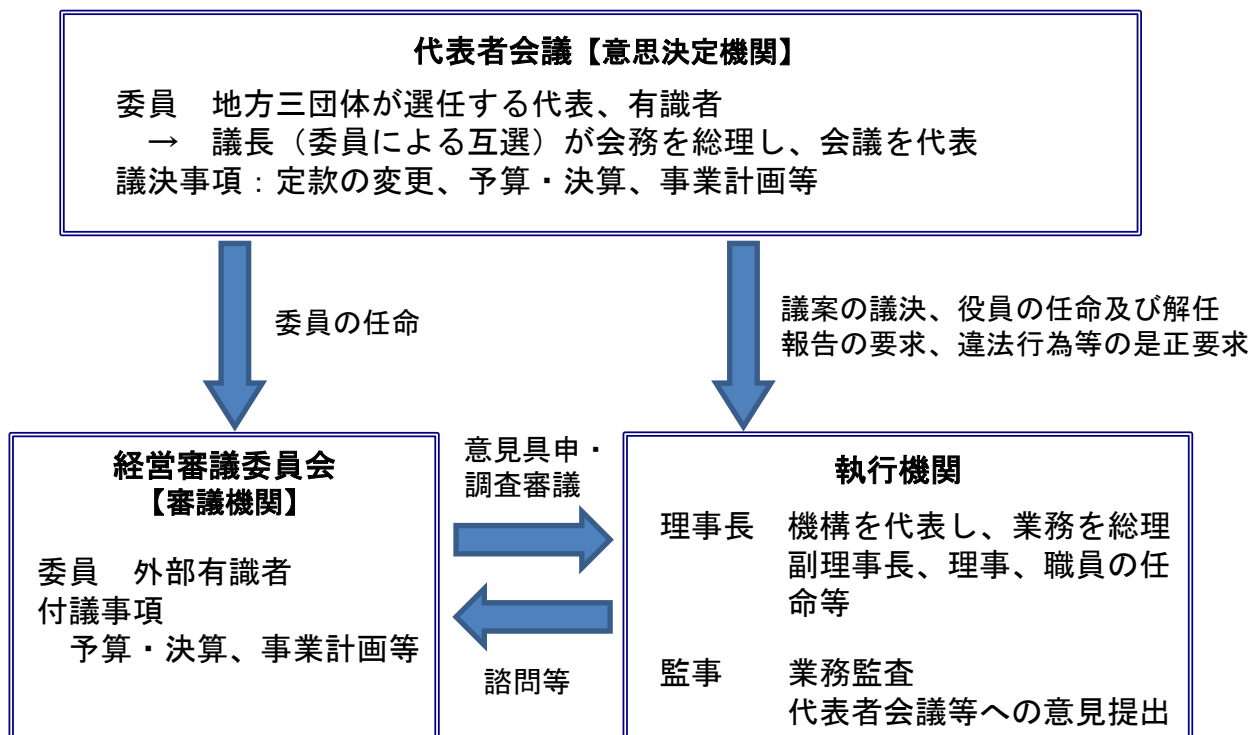 代表者会議【意思決定機関】
委員　地方三団体が選任する代表、有識者
→　議長（委員による互選）が会務を総理し、会議を代表
議決事項：定款の変更、予算・決算、事業計画等
委員の任命
議案の議決、役員の任命及び解任
報告の要求、違法行為等の是正要求
経営審議委員会
【審議機関】
委員　外部有識者
付議事項
予算・決算、事業計画等
意見具申・
調査審議
諮問等
執行機関
理事長　機構を代表し、業務を総理
副理事長、理事、職員の任
命等
監事　業務監査
代表者会議等への意見提出